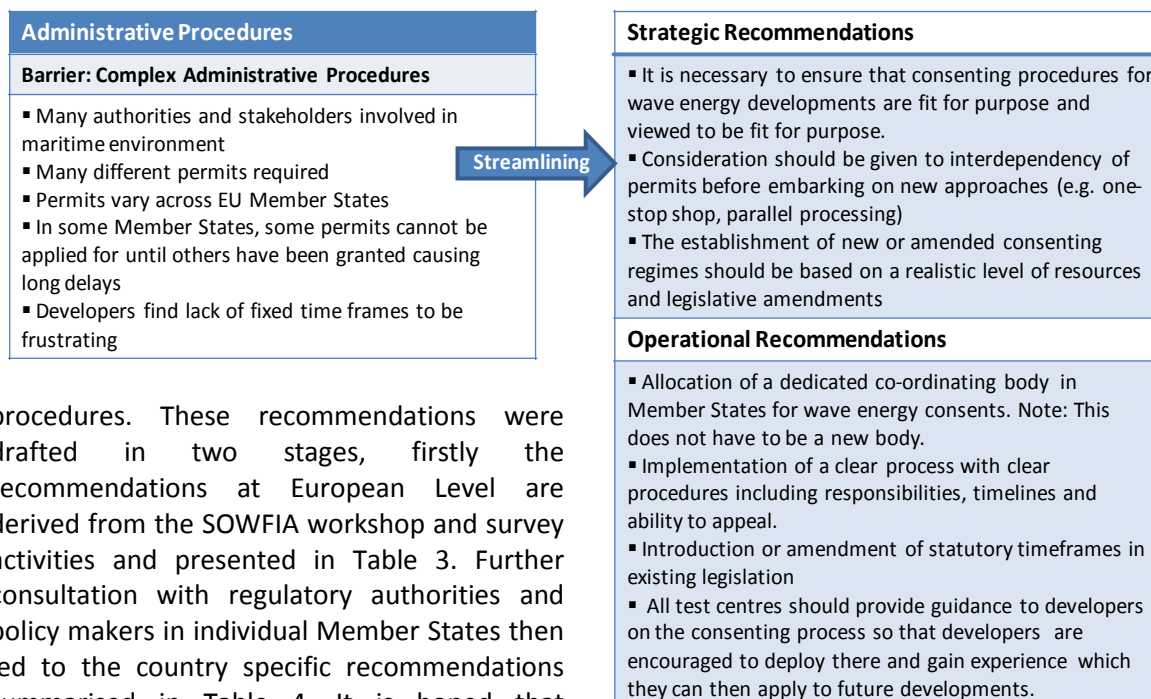 Administrative Procedures
Barrier: Complex Administrative Procedures
▪ Many authorities and stakeholders involved in
maritime environment
▪ Many different permits required
▪ Permits vary across EU Member States
▪ In some Member States, some permits cannot be
applied for until others have been granted causing
long delays
▪ Developers find lack of fixed time frames to be
frustrating
Streamlining
Strategic Recommendations
▪ It is necessary to ensure that consenting procedures for
wave energy developments are fit for purpose and
viewed to be fit for purpose.
▪ Consideration should be given to interdependency of
permits before embarking on new approaches (e.g. one-
stop shop, parallel processing)
▪ The establishment of new or amended consenting
regimes should be based on a realistic level of resources
and legislative amendments
Operational Recommendations
▪ Allocation of a dedicated co-ordinating body in
Member States for wave energy consents. Note: This
does not have to be a new body.
▪ Implementation of a clear process with clear
procedures including responsibilities, timelines and
ability to appeal.
▪ Introduction or amendment of statutory timeframes in
existing legislation
▪ All test centres should provide guidance to developers
on the consenting process so that developers are
encouraged to deploy there and gain experience which
they can then apply to future developments.
procedures. These recommendations were
drafted in two stages, firstly the
recommendations at European Level are
derived from the SOWFIA workshop and survey
activities and presented in Table 3. Further
consultation with regulatory authorities and
policy makers in individual Member States then
led to the country specific recommendations
summarised in Table 4. It is hoped that